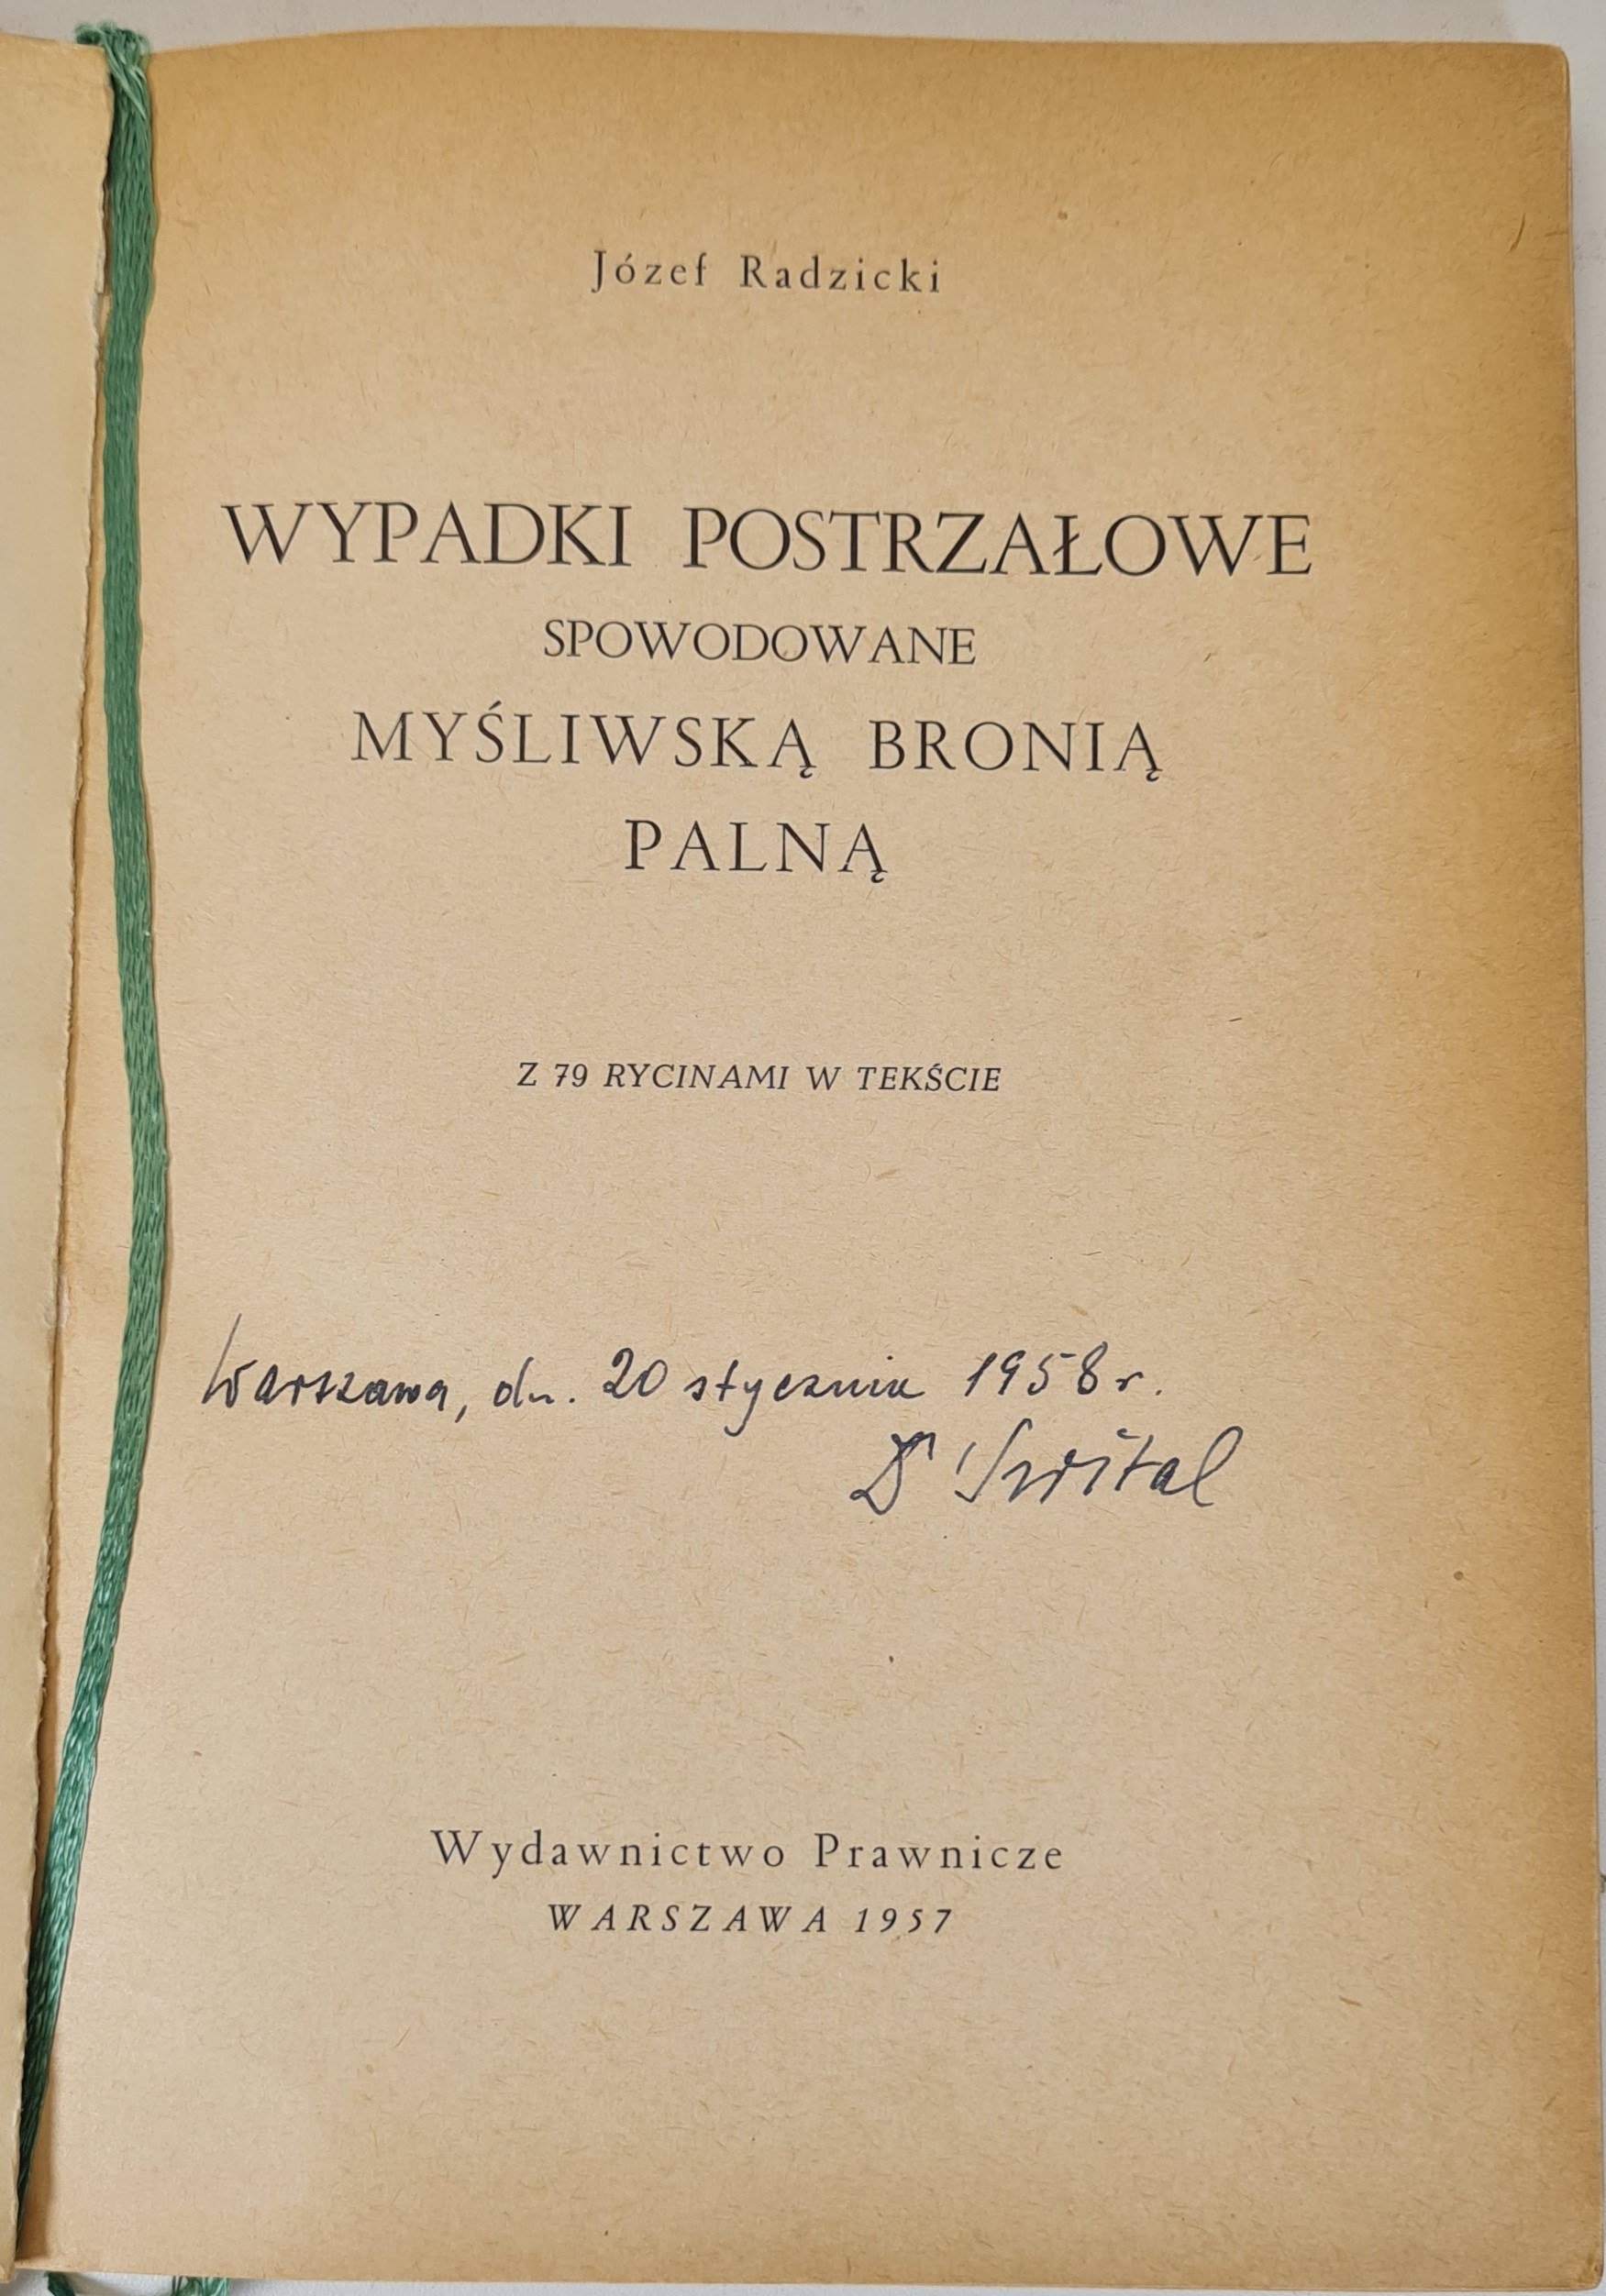 Józef Radzicki
WYPADKI POSTRZAŁOWE
SPOWODOWANE
MYŚLIWSKĄ BRONIĄ
PALNĄ
Z 79 RYCINAMI W TEKŚCIE
Warszawa, dn. 20 stycznia 1958 r.
Dr
Wydawnictwo Prawnicze
WARSZAWA 1957